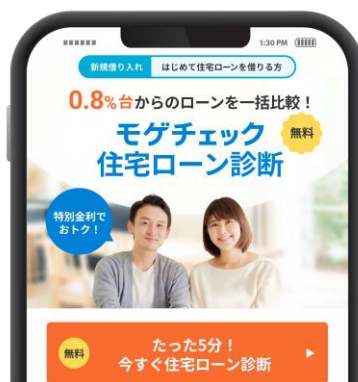 1:30 PM
新規借り入れ はじめて住宅ローンを借りる方
0.8%台からのローンを一括比較！
モゲチェック
無料
住宅ローン診断
特別金利で
おトク！
無料
たった5分！
今すぐ住宅ローン診断